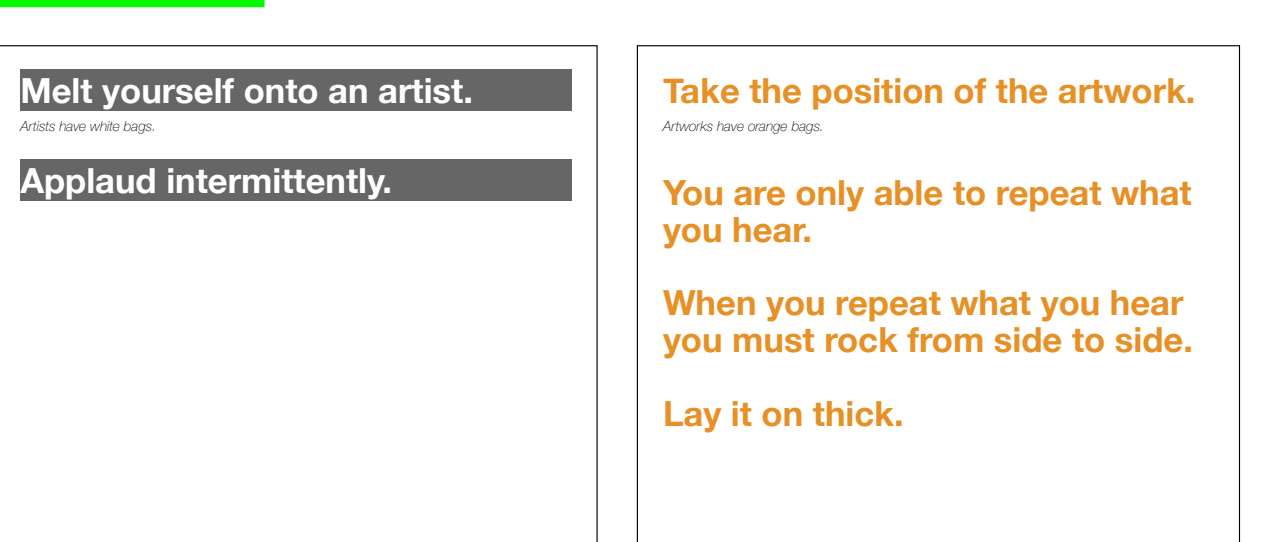 Melt yourself onto an artist.
Artists have white bags.
Applaud intermittently.
Take the position of the artwork.
Artworks have orange bags.
You are only able to repeat what
you hear.
When you repeat what you hear
you must rock from side to side.
Lay it on thick.